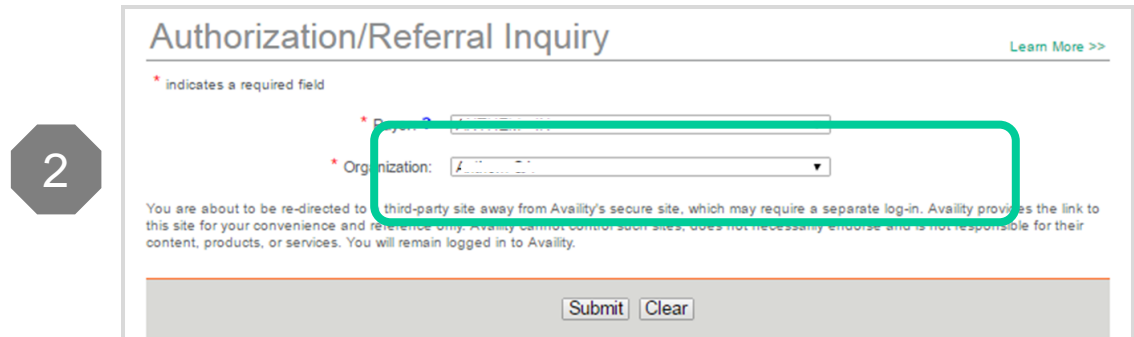 Authorization/Referral Inquiry
Learn More >>
* indicates a required field
2
* Organization:
You are about to be re-directed to third-party site away from Availity's secure site, which may require a separate log-in. Availity provides the link to
this site for your convenience and reference only. Availity cannot control such sites, does not necessarily endorse and is not responsible for their
content, products, or services. You will remain logged in to Availity.
Submit Clear